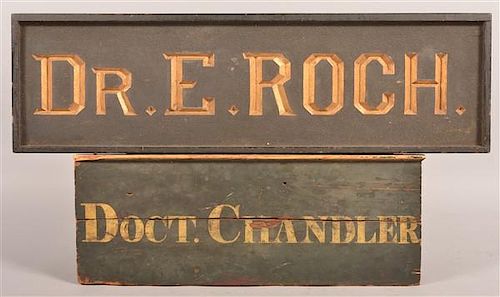 DR. E. ROCH.
DOCT. CHANDLER